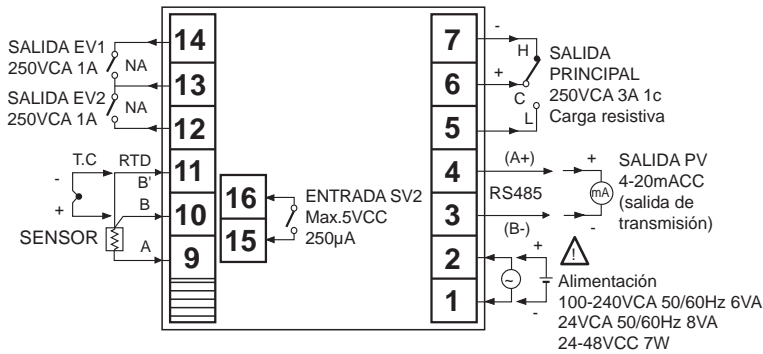 SALIDA EV1
250VCA 1A
NA
SALIDA EV2
250VCA 1A
NA
14
13
12
T.C
RTD
B'
B
A
-
+
SENSOR
11
10
9
16
15
ENTRADA SV2
Max.5VCC
250µA
7
6
5
4
3
2
1
-
H
+
C
L
SALIDA
PRINCIPAL
250VCA 3A 1c
Carga resistiva
(A+)
RS485
(B-)
+
mA
-
SALIDA PV
4-20mACC
(salida de
transmisión)
~
+
-
!
Alimentación
100-240VCA 50/60Hz 6VA
24VCA 50/60Hz 8VA
24-48VCC 7W